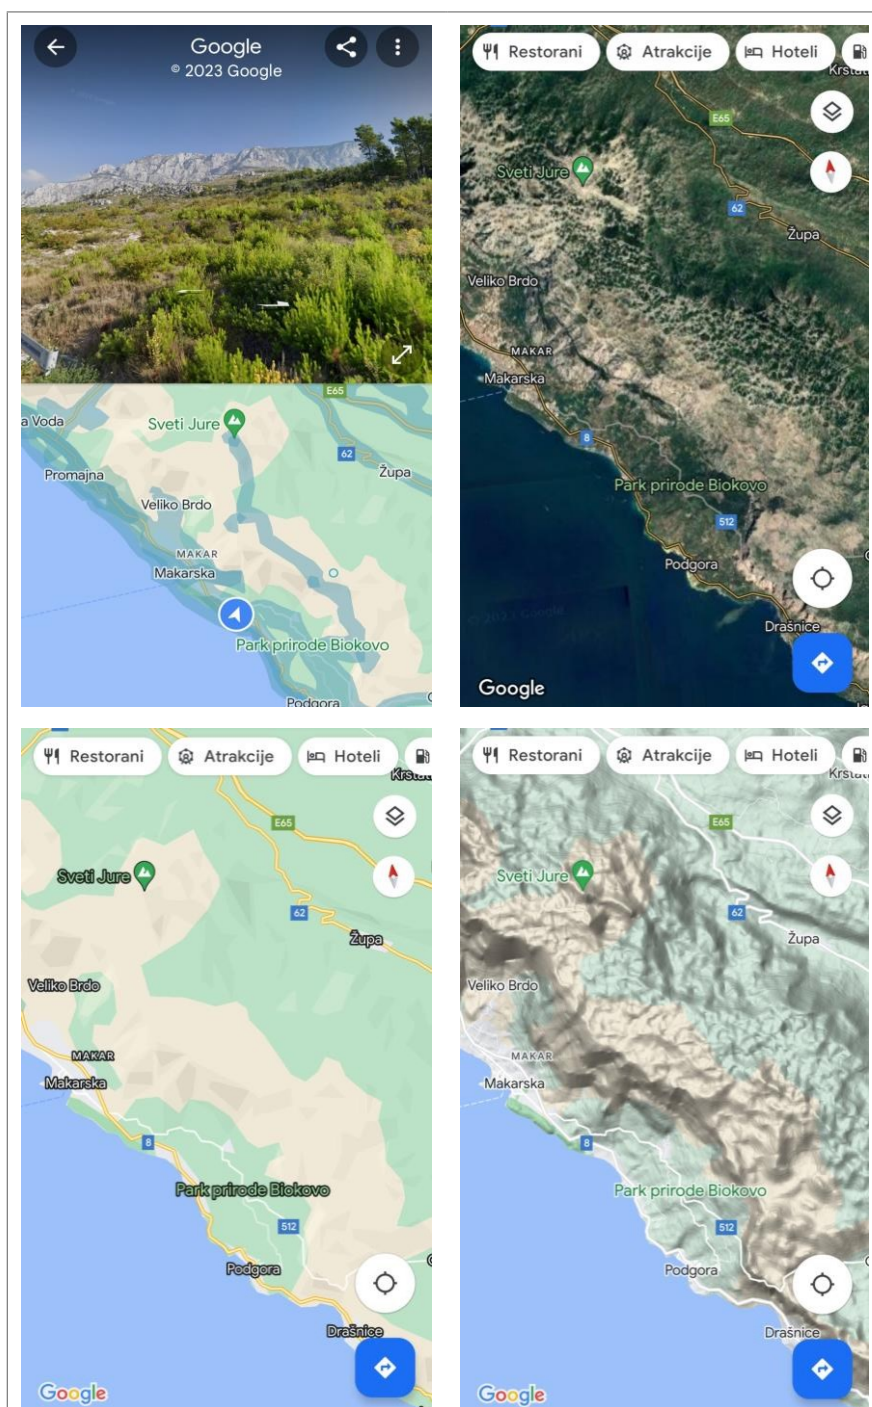 Google
© 2023 Google
E65
a Voda
Sveti Jure
62
Župa
Promajna
Veliko Brdo
MAKAR
Makarska
Park prirode Biokovo
Podgora
Restorani
Atrakcije
Hoteli
E65
Sveti Jure
62
Župa
Veliko Brdo
MAKAR
Makarska
8
Park prirode Biokovo
512
Podgora
Drašnice
Google
Restorani
Atrakcije
Hoteli
E65
Sveti Jure
62
Župa
Veliko Brdo
MAKAR
Makarska
8
Park prirode Biokovo
512
Podgora
Drašnice
Google
Restorani
Atrakcije
Hoteli
E65
Sveti Jure
62
Župa
Veliko Brdo
MAKAR
Makarska
8
Park prirode Biokovo
512
Podgora
Drašnice
Google